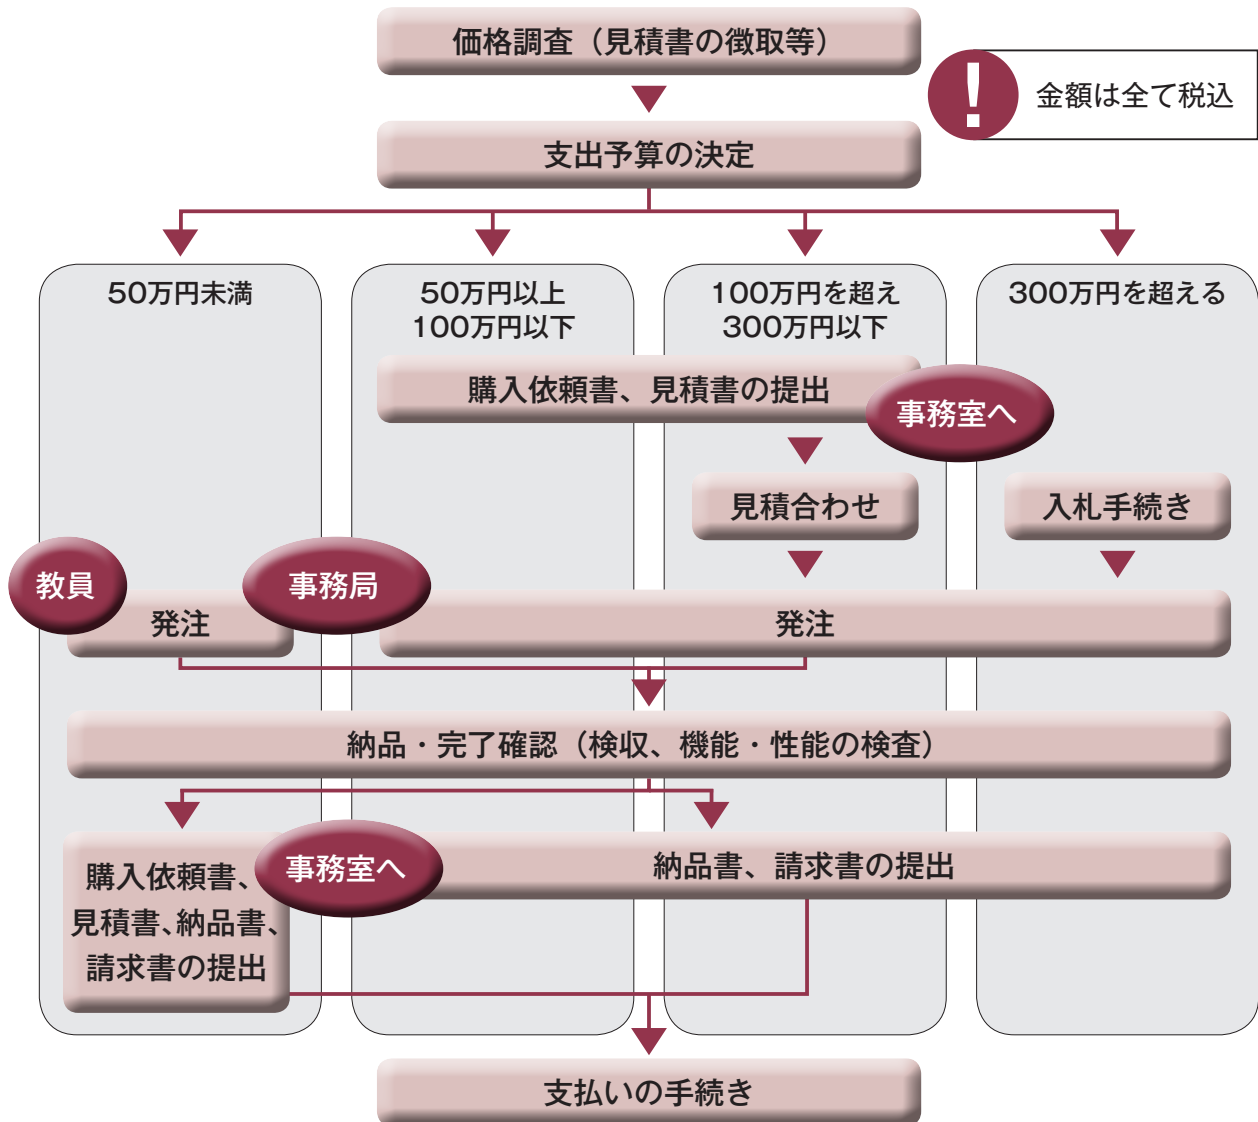 価格調査（見積書の徴取等）
!
金額は全て税込
支出予算の決定
50万円未満
50万円以上
100万円以下
100万円を超え
300万円以下
300万円を超える
購入依頼書、見積書の提出
事務室へ
見積合わせ
入札手続き
教員
事務局
発注
発注
納品・完了確認（検収、機能・性能の検査）
購入依頼書、
見積書、納品書、
請求書の提出
事務室へ
納品書、請求書の提出
支払いの手続き